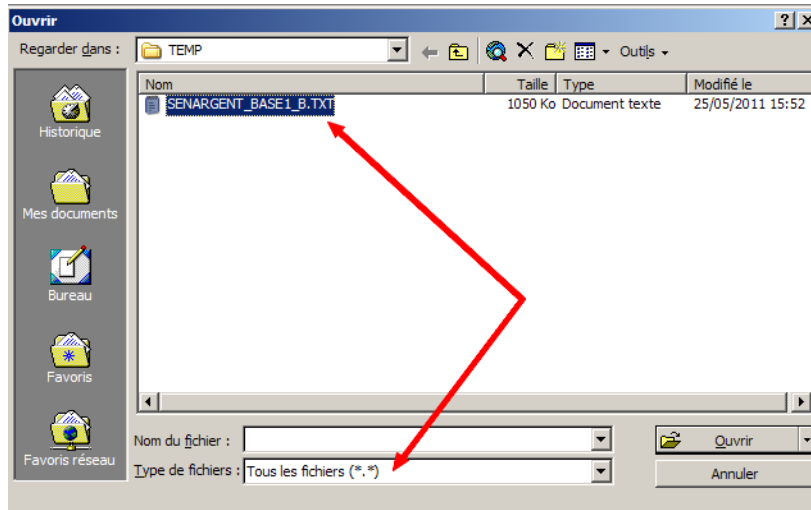 Ouvrir
Regarder dans : TEMP Outils
Nom Taille Type Modifié le
SENARGENT_BASE1_B.TXT 1050 Ko Document texte 25/05/2011 15:52
Historique
Mes documents
Bureau
Favoris
Favoris réseau
Nom du fichier : Ouvrir
Type de fichiers : Tous les fichiers (*.*) Annuler